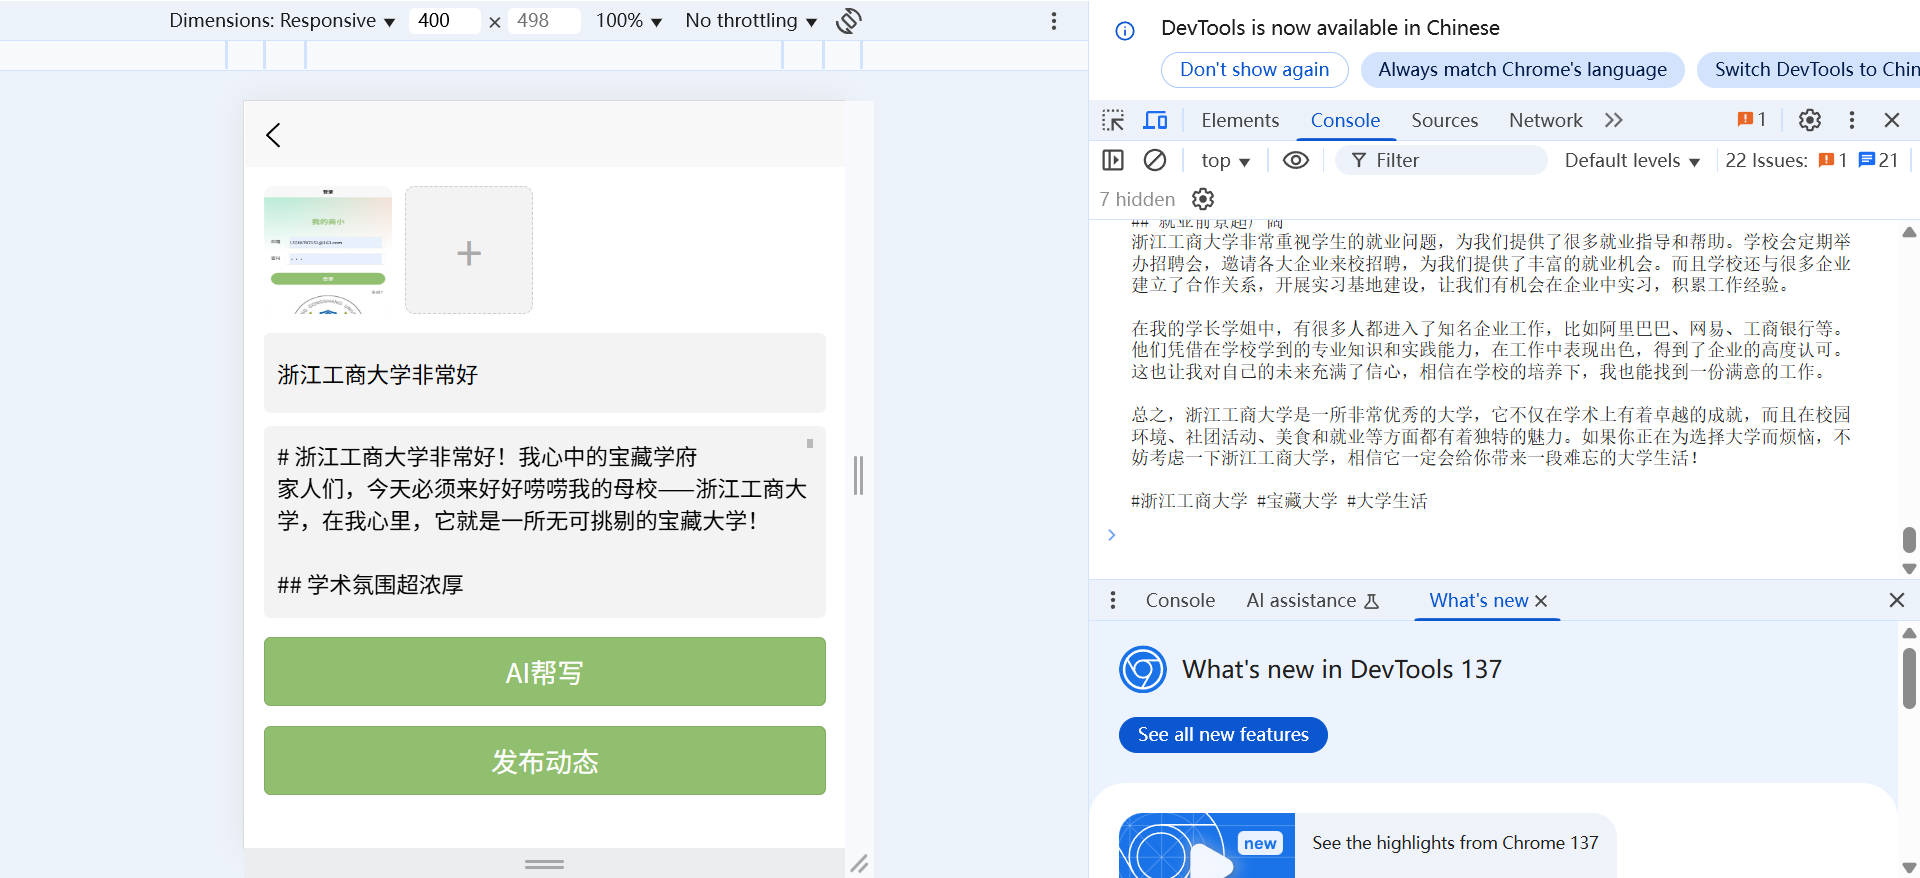 Dimensions: Responsive ▼ 400 × 498 100% ▼ No throttling ▼
登录
我的商小
邮箱
密码
登录
+
浙江工商大学非常好
# 浙江工商大学非常好！我心中的宝藏学府
家人们，今天必须来好好唠唠我的母校——浙江工商大
学，在我心里，它就是一所无可挑剔的宝藏大学！
## 学术氛围超浓厚
AI帮写
发布动态
DevTools is now available in Chinese
Don't show again Always match Chrome's language Switch DevTools to Chin
Elements Console Sources Network 1
top ▼ Filter Default levels ▼ 22 Issues: 1 21
7 hidden
## 就业前景超广阔
浙江工商大学非常重视学生的就业问题，为我们提供了很多就业指导和帮助。学校会定期举
办招聘会，邀请各大企业来校招聘，为我们提供了丰富的就业机会。而且学校还与很多企业
建立了合作关系，开展实习基地建设，让我们有机会在企业中实习，积累工作经验。
在我的学长学姐中，有很多人都进入了知名企业工作，比如阿里巴巴、网易、工商银行等。
他们凭借在学校学到的专业知识和实践能力，在工作中表现出色，得到了企业的高度认可。
这也让我对自己的未来充满了信心，相信在学校的培养下，我也能找到一份满意的工作。
总之，浙江工商大学是一所非常优秀的大学，它不仅在学术上有着卓越的成就，而且在校园
环境、社团活动、美食和就业等方面都有着独特的魅力。如果你正在为选择大学而烦恼，不
妨考虑一下浙江工商大学，相信它一定会给你带来一段难忘的大学生活！
#浙江工商大学 #宝藏大学 #大学生活
Console AI assistance What's new
What's new in DevTools 137
See all new features
new
See the highlights from Chrome 137